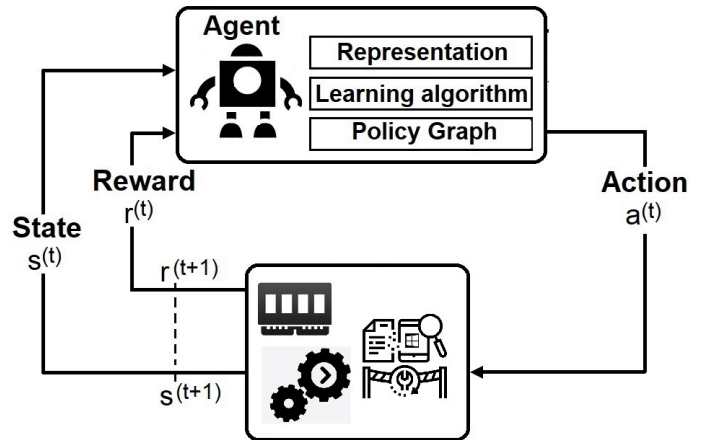 Agent
Representation
Learning algorithm
Policy Graph
Reward
r(t)
Action
a(t)
State
s(t)
r(t+1)
s(t+1)